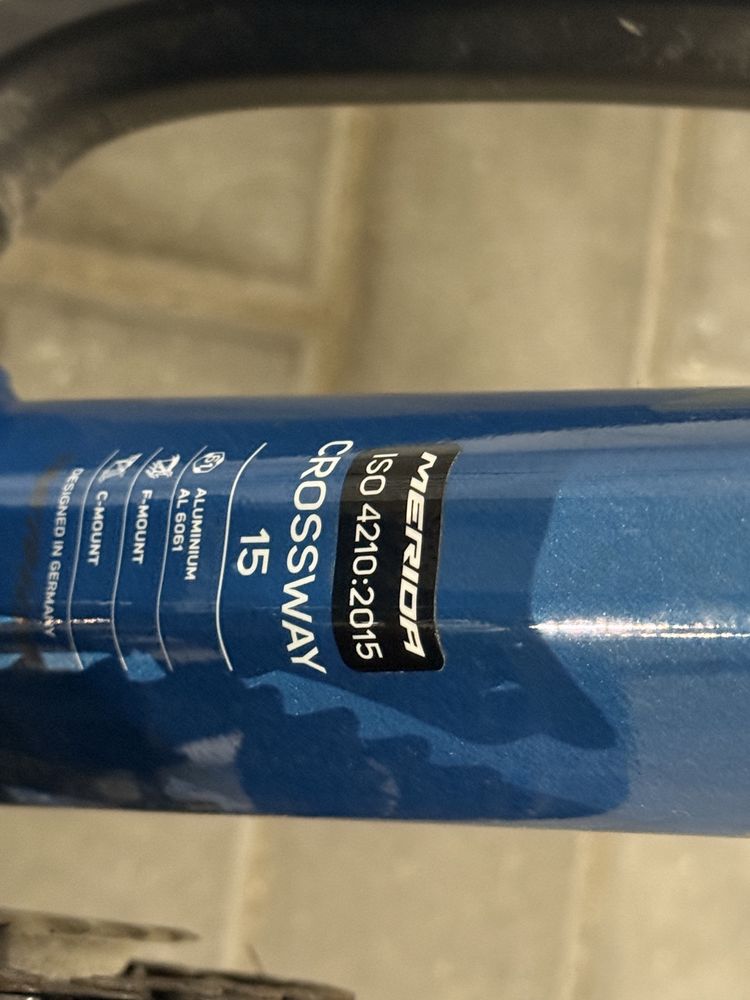 MERIDA
ISO 4210:2015
CROSSWAY
15
ALUMINIUM
AL 6061
F-MOUNT
C-MOUNT
DESIGNED IN GERMANY